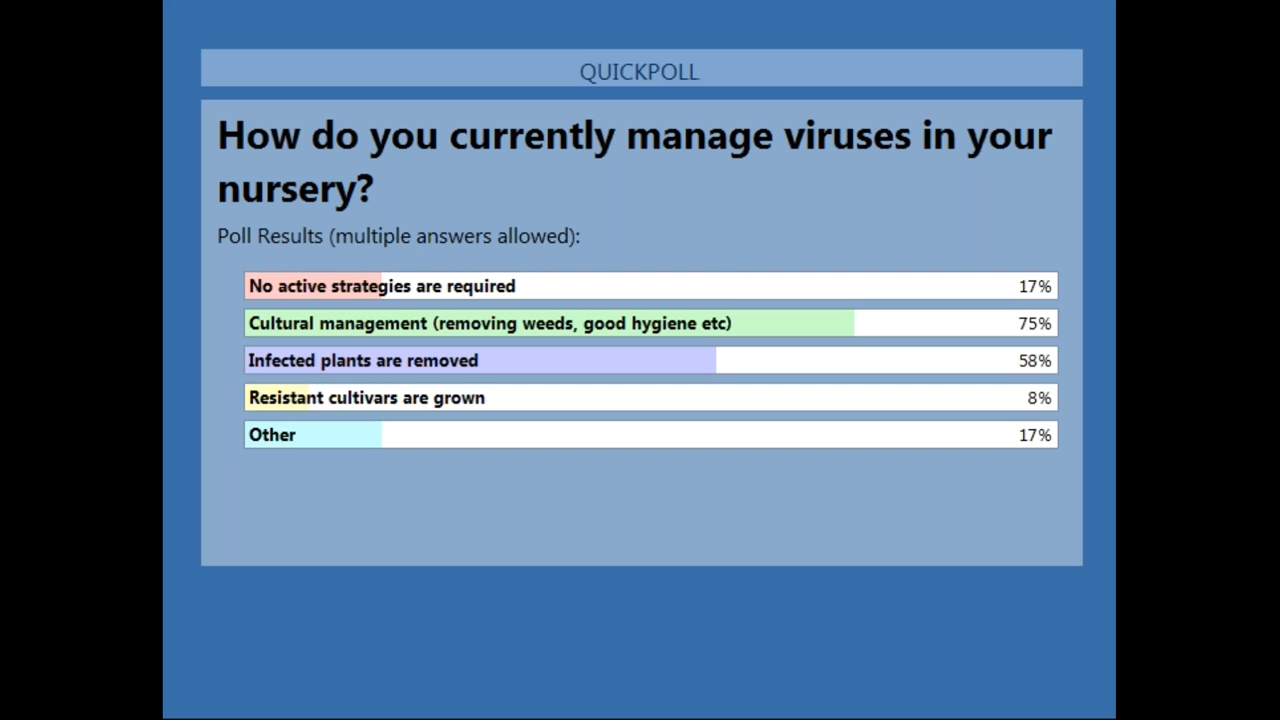 QUICKPOLL
How do you currently manage viruses in your
nursery?
Poll Results (multiple answers allowed):
No active strategies are required 17%
Cultural management (removing weeds, good hygiene etc) 75%
Infected plants are removed 58%
Resistant cultivars are grown 8%
Other 17%